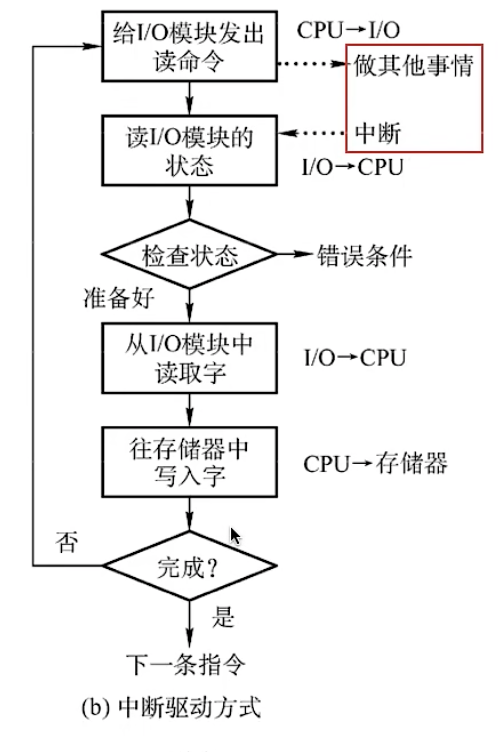 给I/O模块发出
读命令
CPU→I/O
做其他事情
读I/O模块的
状态
中断
I/O→CPU
检查状态
错误条件
准备好
从I/O模块中
读取字
I/O→CPU
往存储器中
写入字
CPU→存储器
否
完成?
是
下一条指令
(b) 中断驱动方式